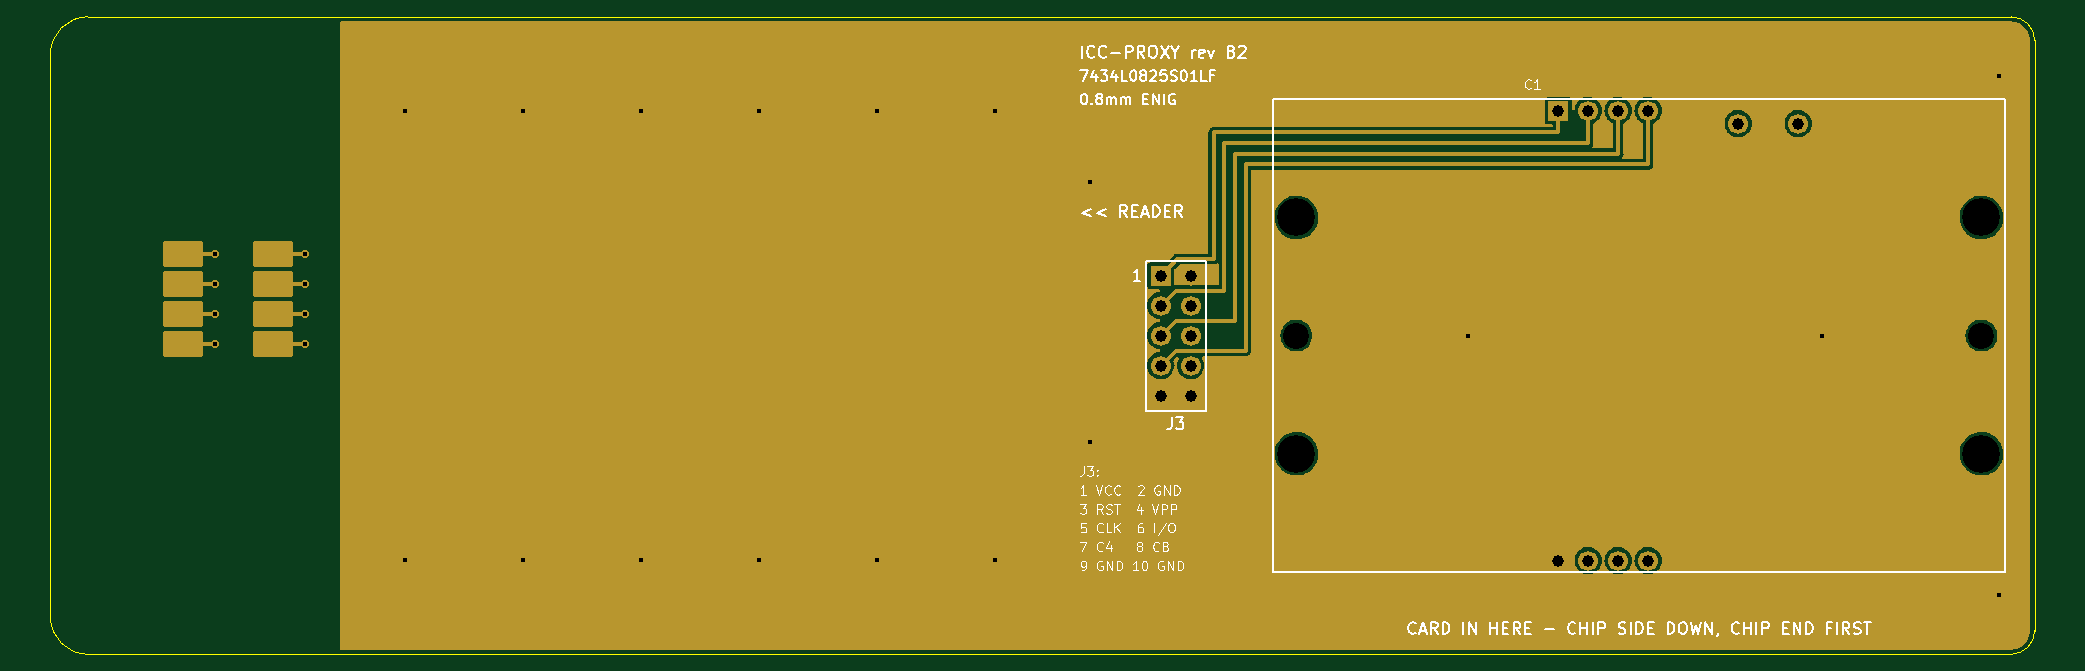 ICC-PROXY rev B2
7434L0825S01LF
0.8mm ENIG
C1
<< READER
1
J3
J3:
1 VCC 2 GND
3 RST 4 VPP
5 CLK 6 I/O
7 C4 8 CB
9 GND 10 GND
CARD IN HERE - CHIP SIDE DOWN, CHIP END FIRST